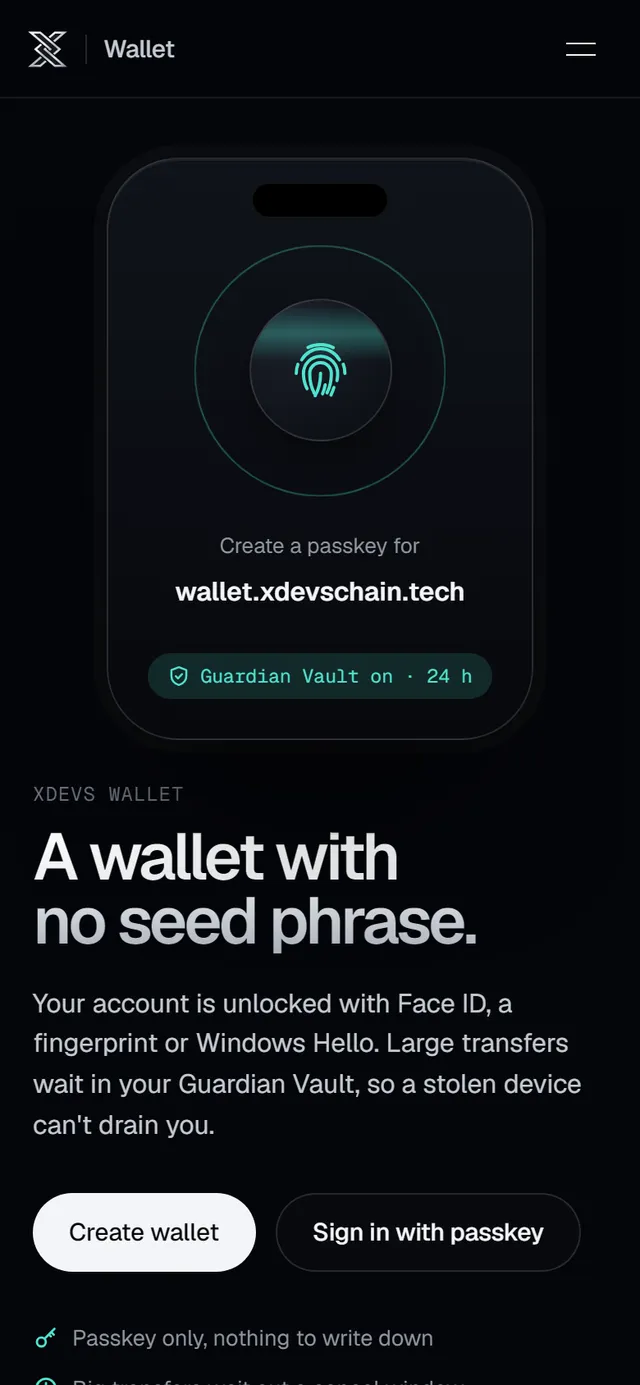 Wallet
Create a passkey for
wallet.xdevschain.tech
Guardian Vault on · 24 h
XDEVS WALLET
A wallet with
no seed phrase.
Your account is unlocked with Face ID, a
fingerprint or Windows Hello. Large transfers
wait in your Guardian Vault, so a stolen device
can't drain you.
Create wallet
Sign in with passkey
Passkey only, nothing to write down